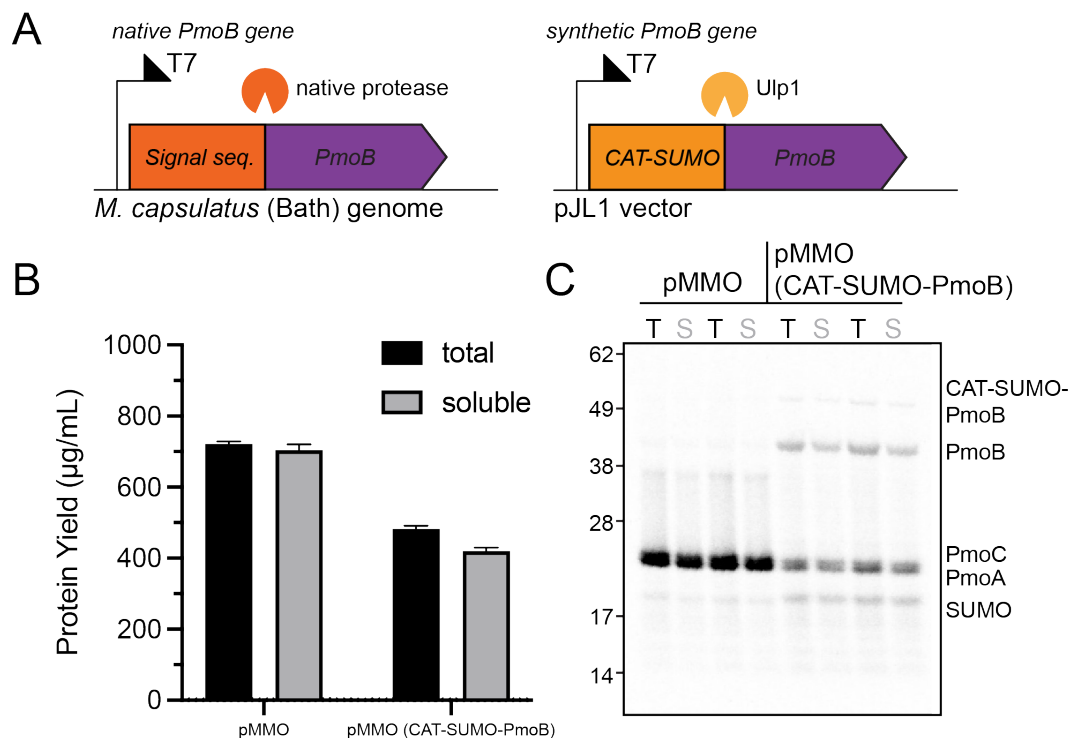 A
native PmoB gene
T7
native protease
Signal seq.
PmoB
M. capsulatus (Bath) genome
synthetic PmoB gene
T7
Ulp1
CAT-SUMO
PmoB
pJL1 vector
B
Protein Yield (µg/mL)
1000
800
600
400
200
0
total
soluble
pMMO
pMMO (CAT-SUMO-PmoB)
C
pMMO
pMMO
(CAT-SUMO-PmoB)
T S T S T S T S
62
49
38
28
17
14
CAT-SUMO-
PmoB
PmoB
PmoC
PmoA
SUMO